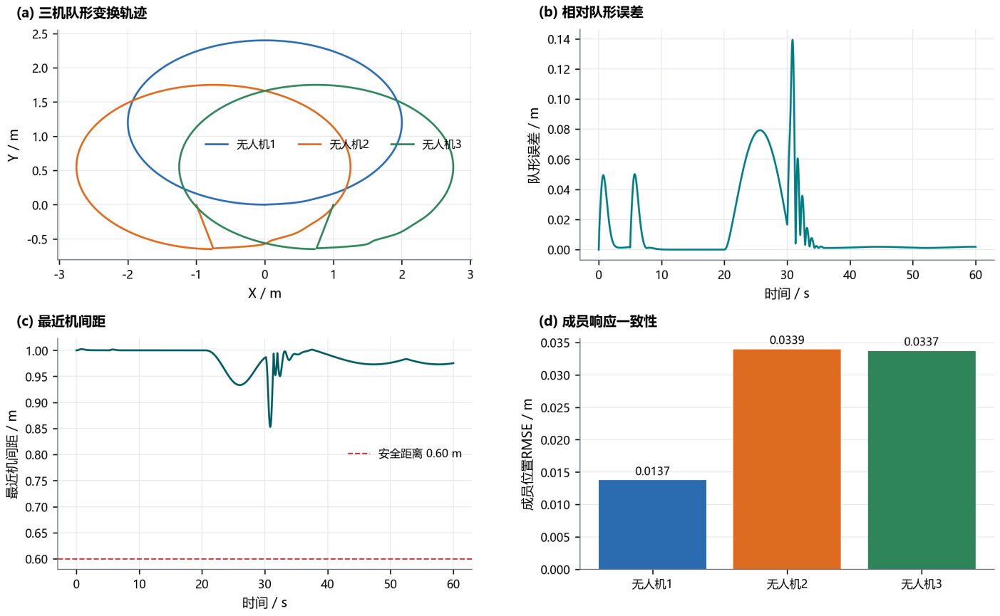 (a) 三机队形变换轨迹
2.5
2.0
1.5
1.0
0.5
0.0
-0.5
Y / m
无人机1 无人机2 无人机3
-3 -2 -1 0 1 2 3
X / m
(b) 相对队形误差
0.14
0.12
0.10
0.08
0.06
0.04
0.02
0.00
队形误差 / m
0 10 20 30 40 50 60
时间 / s
(c) 最近机间距
1.00
0.95
0.90
0.85
0.80
0.75
0.70
0.65
0.60
最近机间距 / m
安全距离 0.60 m
0 10 20 30 40 50 60
时间 / s
(d) 成员响应一致性
0.035
0.030
0.025
0.020
0.015
0.010
0.005
0.000
成员位置RMSE / m
0.0137
0.0339
0.0337
无人机1 无人机2 无人机3